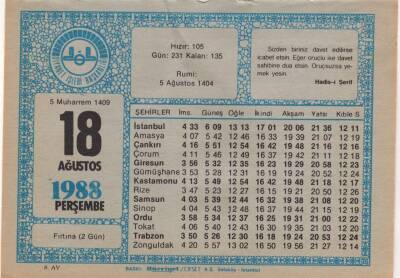 Hızır: 105
Gün: 231 Kalan: 135
Rumi:
5 Ağustos 1404
Sizden biriniz davet edilirse
icabet etsin. Eğer oruçlu ise davet
sahibine dua etsin. Oruçsuzsa ye-
mek yesin.
Hadis-i Şerif
5 Muharrem 1409
18
AĞUSTOS
1988
PERŞEMBE
Fırtına (2 Gün)
8. AY
ŞEHİRLER İms. Güneş Öğle İkindi Akşam Yatsı Kıble S
İstanbul 4 33 6 09 13 13 17 01 20 06 21 36 12 11
Amasya 4 07 5 42 12 46 16 33 19 39 21 08 12 19
Çankırı 4 16 5 51 12 54 16 42 19 48 21 16 12 16
Çorum 4 11 5 46 12 49 16 37 19 42 21 11 12 18
Giresun 3 56 5 32 12 35 16 23 19 29 20 58 12 23
Gümüşhane 3 53 5 28 12 31 16 19 19 24 20 52 12 24
Kastamonu 4 13 5 49 12 54 16 42 19 48 21 18 12 17
Rize 3 47 5 23 12 27 16 15 19 21 20 50 12 25
Samsun 4 03 5 39 12 44 16 32 19 38 21 08 12 20
Sinop 4 04 5 43 12 48 16 37 19 44 21 15 12 19
Ordu 3 58 5 34 12 37 16 25 19 31 21 00 12 22
Tokat 4 06 5 40 12 43 16 30 19 35 21 03 12 20
Trabzon 3 50 5 26 12 30 16 18 19 24 20 53 12 24
Zonguldak 4 20 5 57 13 02 16 50 19 56 21 27 12 14